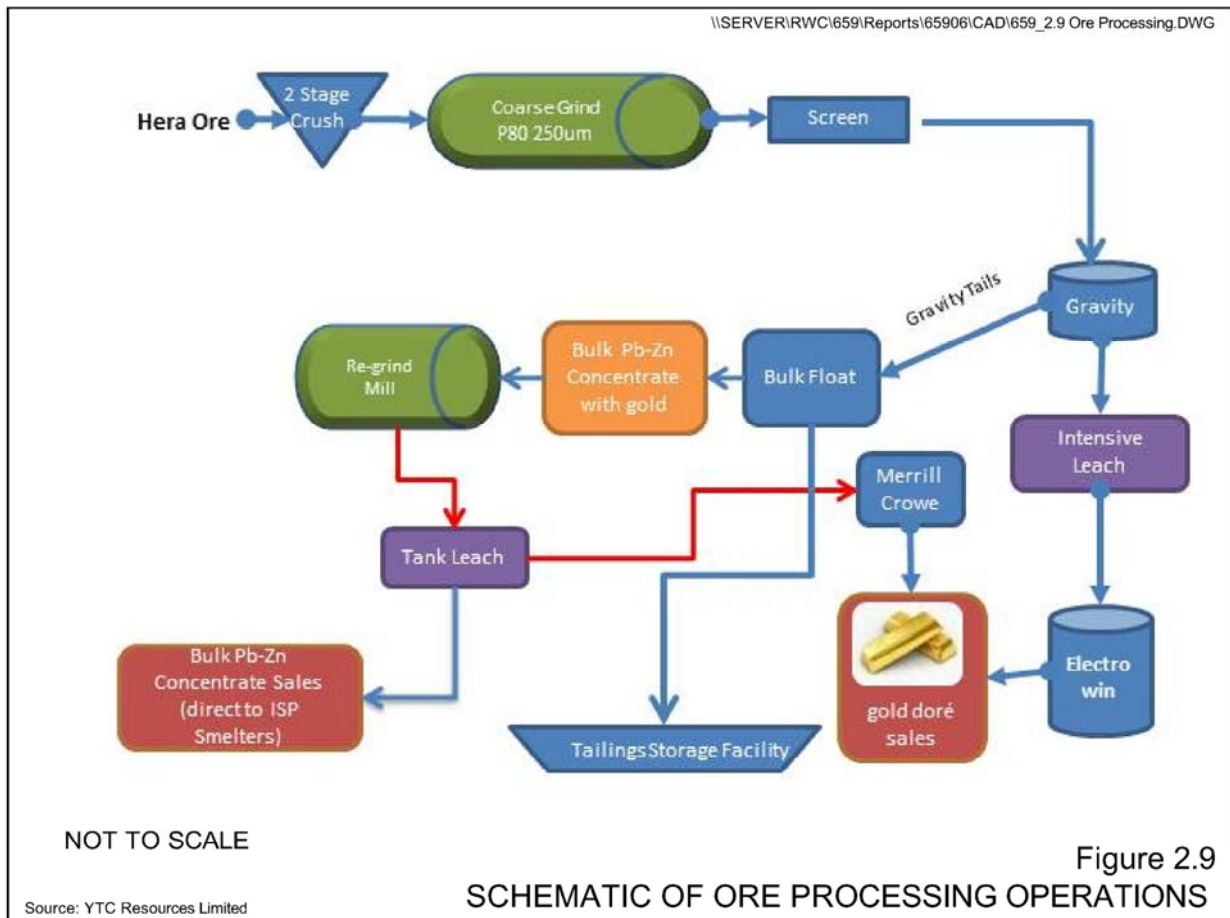 \\SERVER\RWC\659\Reports\65906\CAD\659_2.9 Ore Processing.DWG
Hera Ore
2 Stage
Crush
Coarse Grind
P80 250um
Screen
Gravity
Gravity Tails
Bulk Float
Bulk Pb-Zn
Concentrate
with gold
Re-grind
Mill
Intensive
Leach
Merrill
Crowe
Tank Leach
Electro
win
gold doré
sales
Bulk Pb-Zn
Concentrate Sales
(direct to ISP
Smelters)
Tailings Storage Facility
NOT TO SCALE
Figure 2.9
SCHEMATIC OF ORE PROCESSING OPERATIONS
Source: YTC Resources Limited